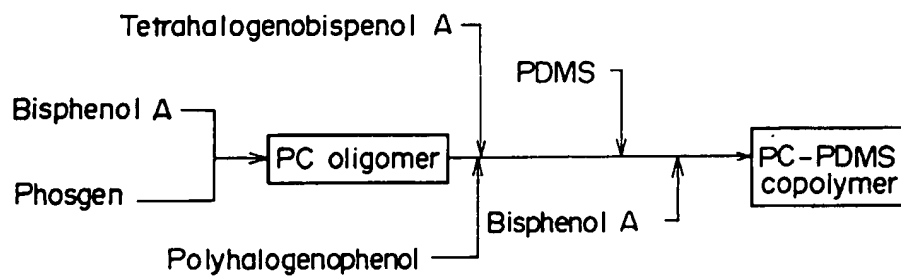 Tetrahalogenobispenol A
PDMS
Bisphenol A
PC oligomer
PC-PDMS
copolymer
Phosgen
Bisphenol A
Polyhalogenophenol